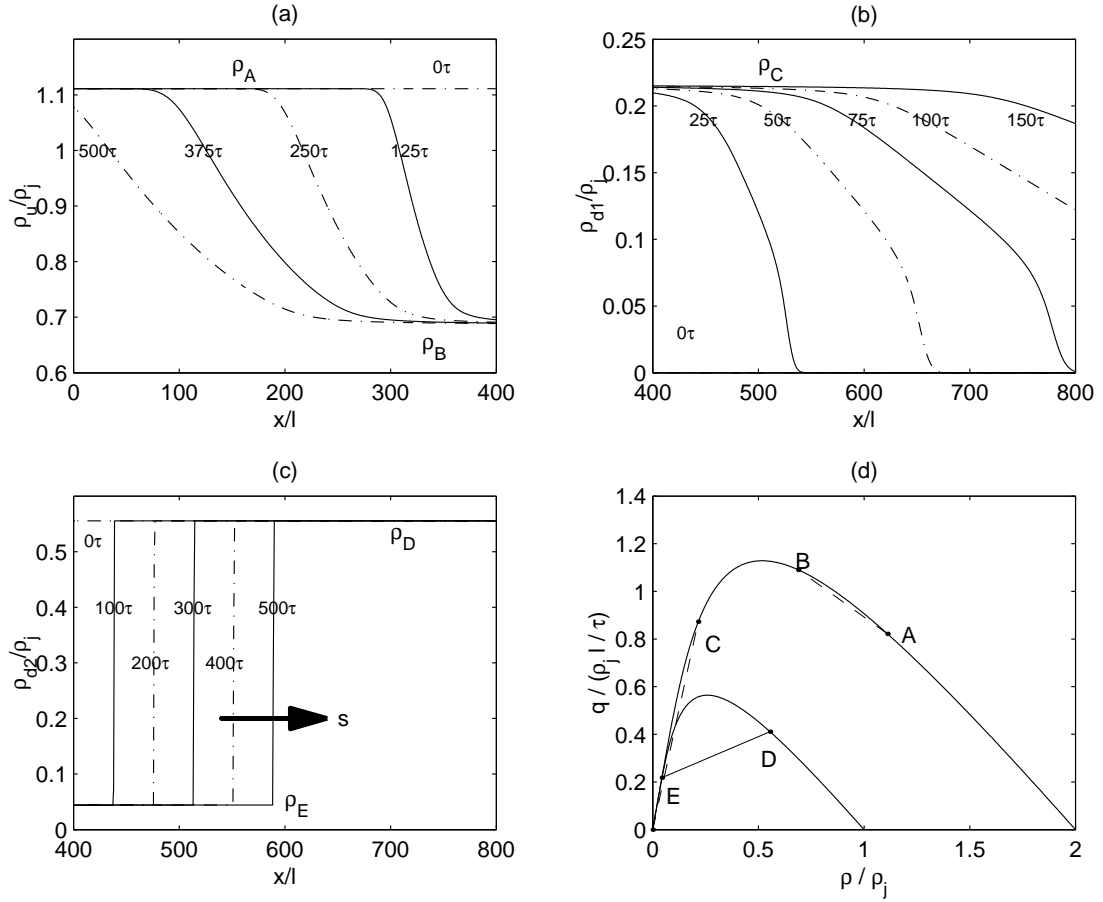 (a)
ρ_u/ρ_j
1.1
1
0.9
0.8
0.7
0.6
ρ_A
0τ
500τ
375τ
250τ
125τ
ρ_B
0
100
200
300
400
x/l
(b)
ρ_d1/ρ_j
0.25
0.2
0.15
0.1
0.05
0
ρ_C
25τ
50τ
75τ
100τ
150τ
0τ
400
500
600
700
800
x/l
(c)
ρ_d2/ρ_j
0.5
0.4
0.3
0.2
0.1
0
0τ
ρ_D
100τ
300τ
500τ
200τ
400τ
s
ρ_E
400
500
600
700
800
x/l
(d)
q / (ρ_j l / τ)
1.4
1.2
1
0.8
0.6
0.4
0.2
0
B
A
C
D
E
0
0.5
1
1.5
2
ρ / ρ_j